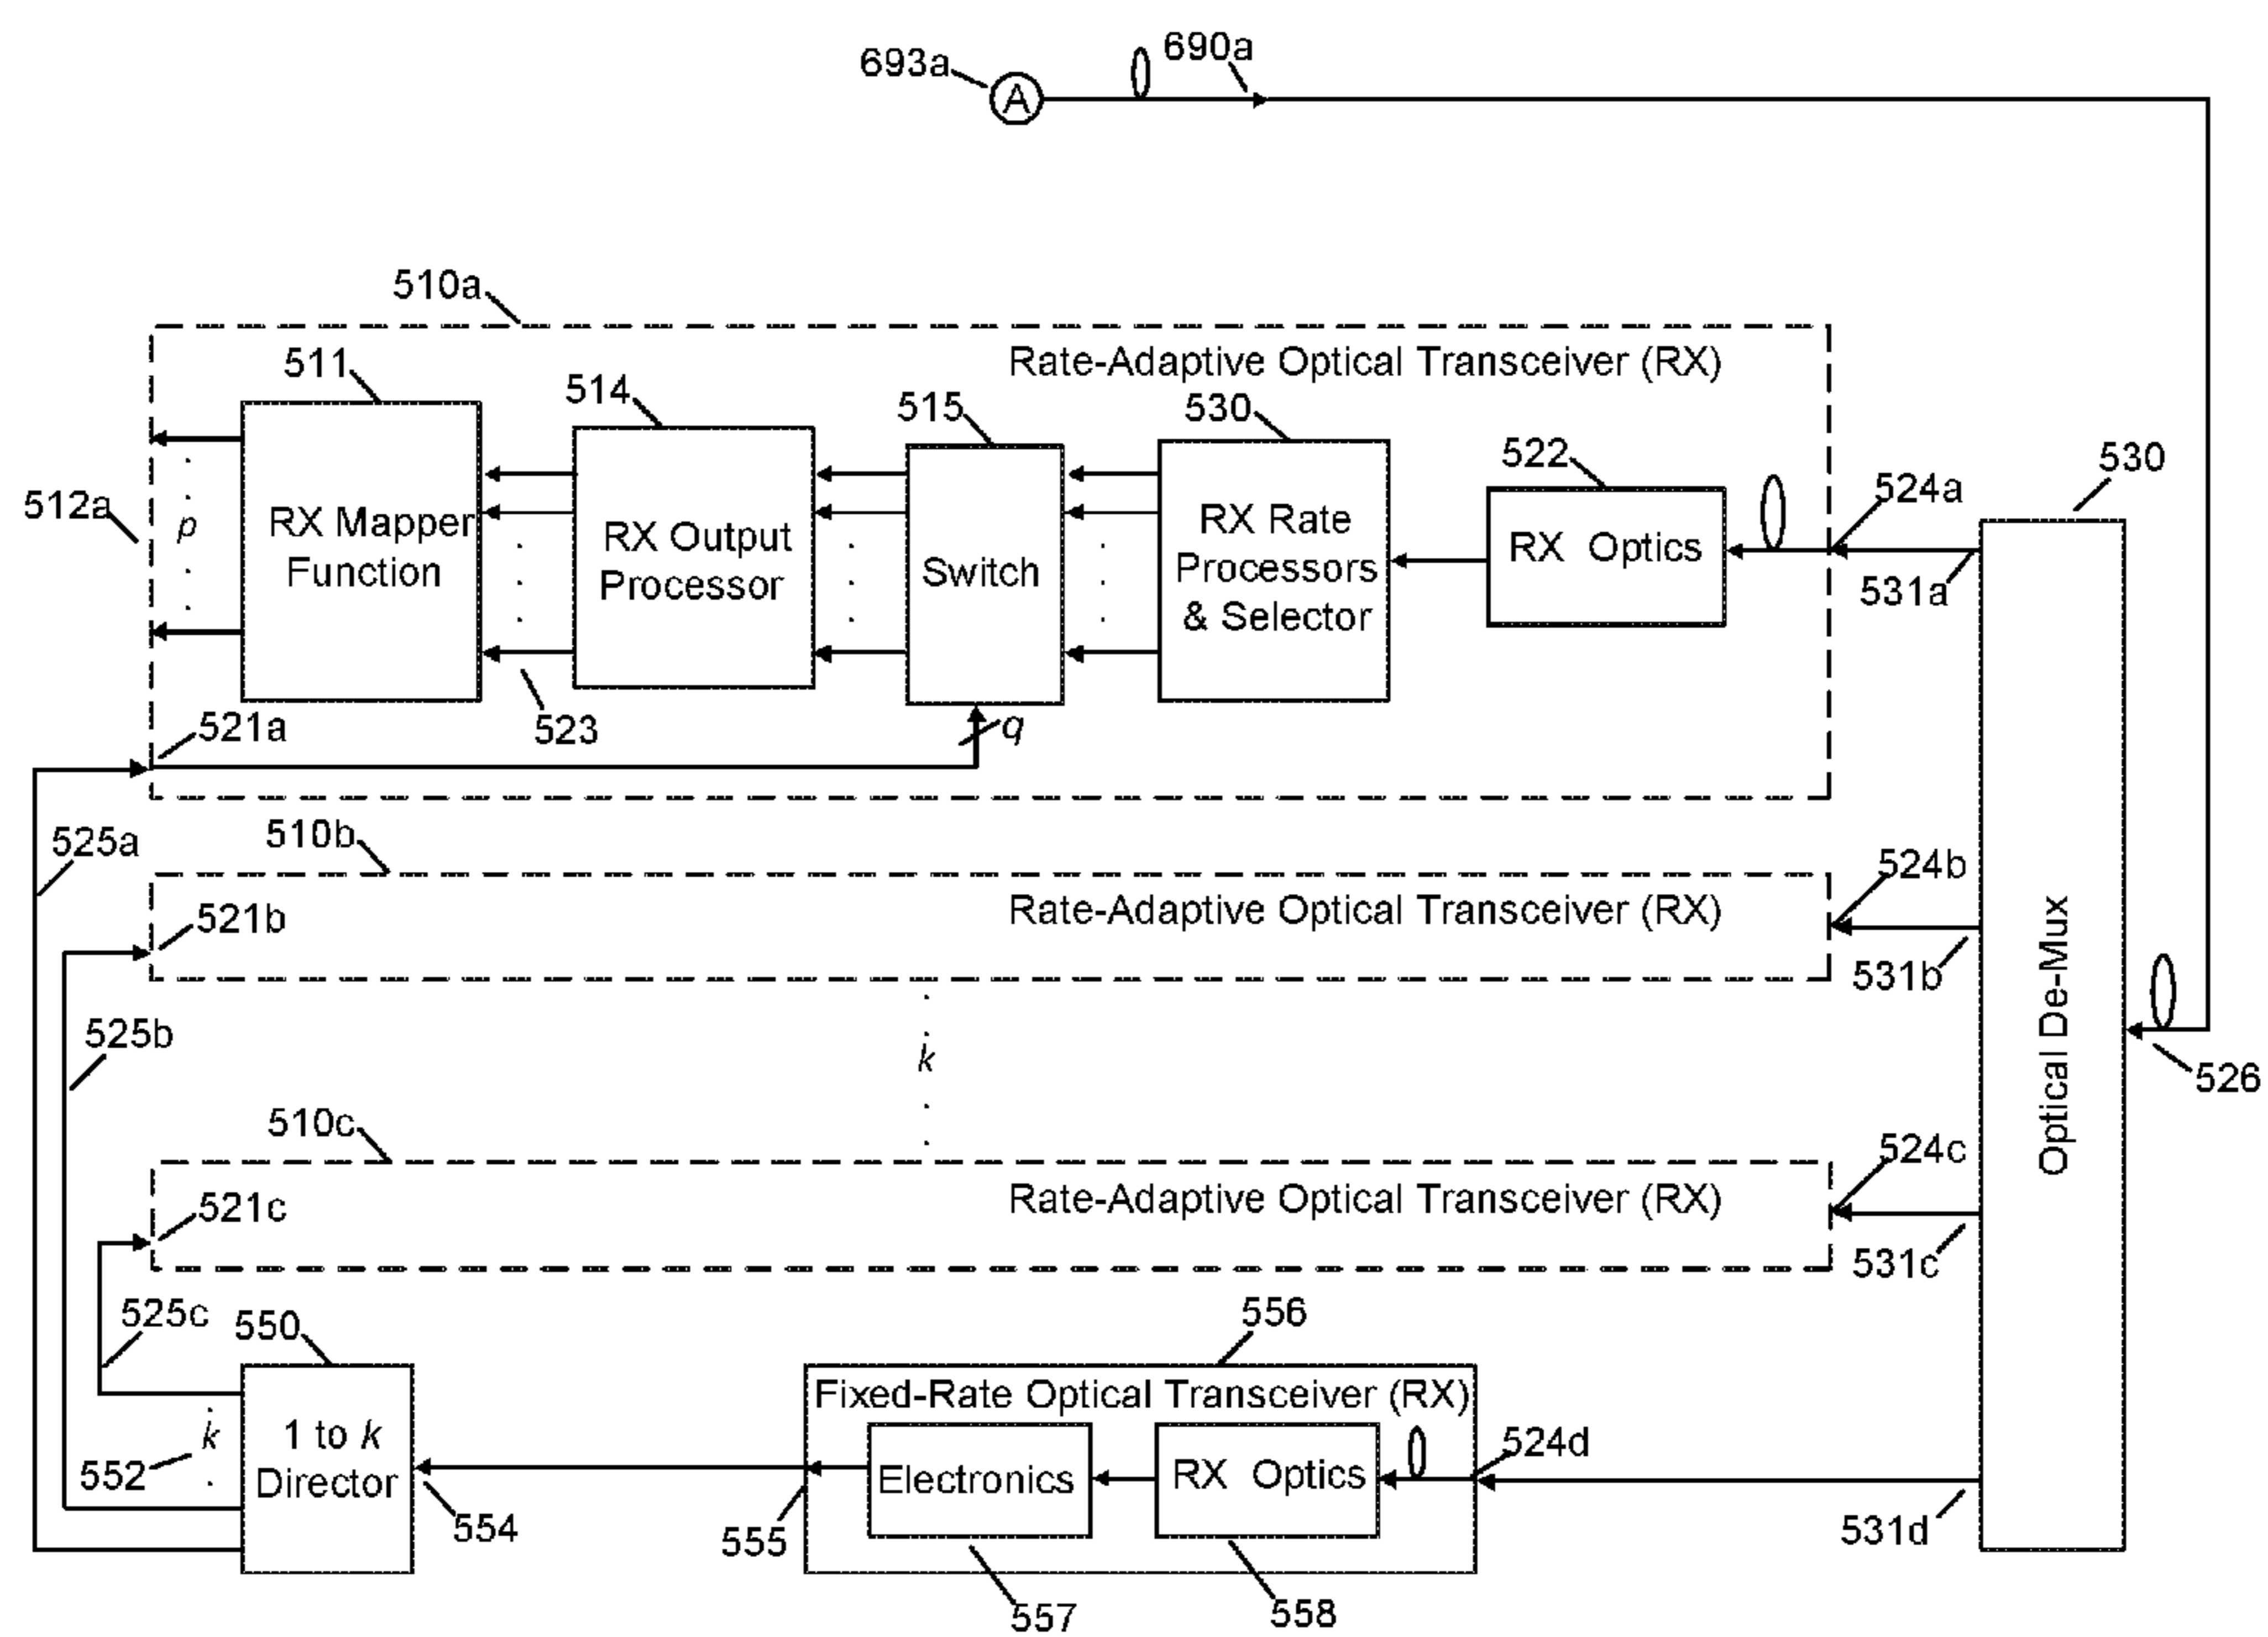 693a
A
690a
510a
Rate-Adaptive Optical Transceiver (RX)
511
514
515
530
522
524a
530
512a
p
RX Mapper
Function
RX Output
Processor
Switch
RX Rate
Processors
& Selector
RX Optics
531a
521a
523
q
525a
510b
Rate-Adaptive Optical Transceiver (RX)
524b
521b
531b
525b
k
Optical De-Mux
526
510c
Rate-Adaptive Optical Transceiver (RX)
524c
521c
531c
525c
550
556
Fixed-Rate Optical Transceiver (RX)
k
552
1 to k
Director
Electronics
RX Optics
524d
554
555
531d
557
558